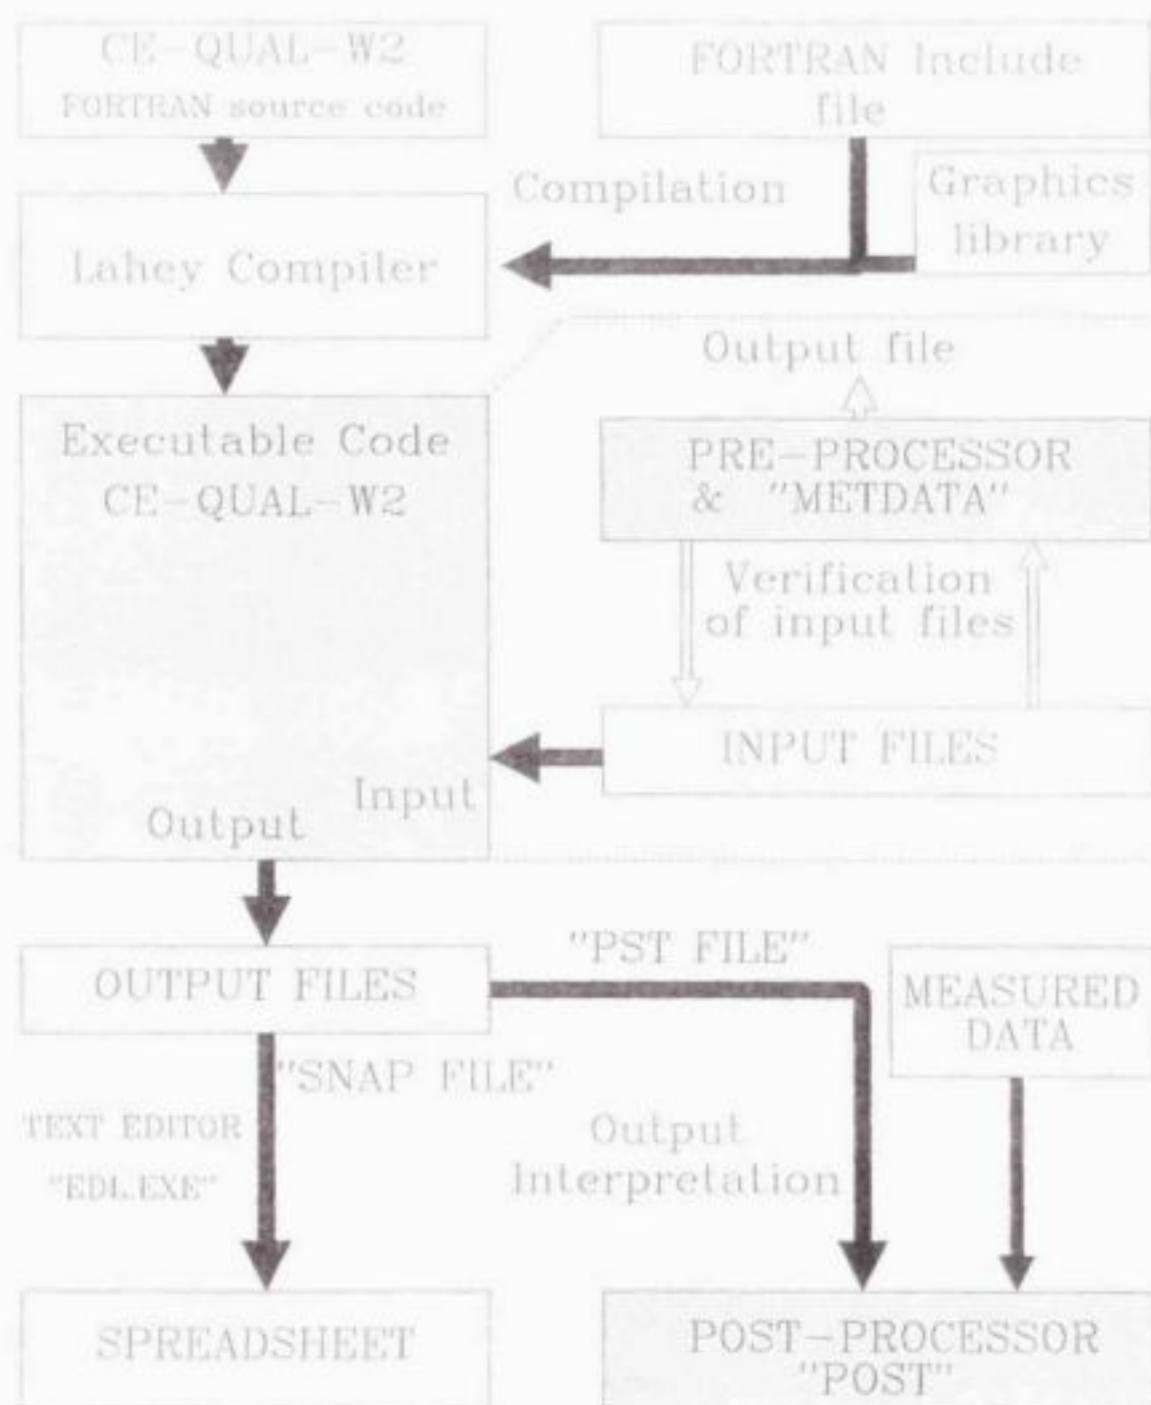 CE-QUAL-W2
FORTRAN source code
FORTRAN Include
file
Compilation
Graphics
library
Lahey Compiler
Output file
Executable Code
CE-QUAL-W2
PRE-PROCESSOR
& "METDATA"
Verification
of input files
INPUT FILES
Input
Output
"PST FILE"
OUTPUT FILES
MEASURED
DATA
"SNAP FILE"
TEXT EDITOR
"EDL.EXE"
Output
Interpretation
SPREADSHEET
POST-PROCESSOR
"POST"